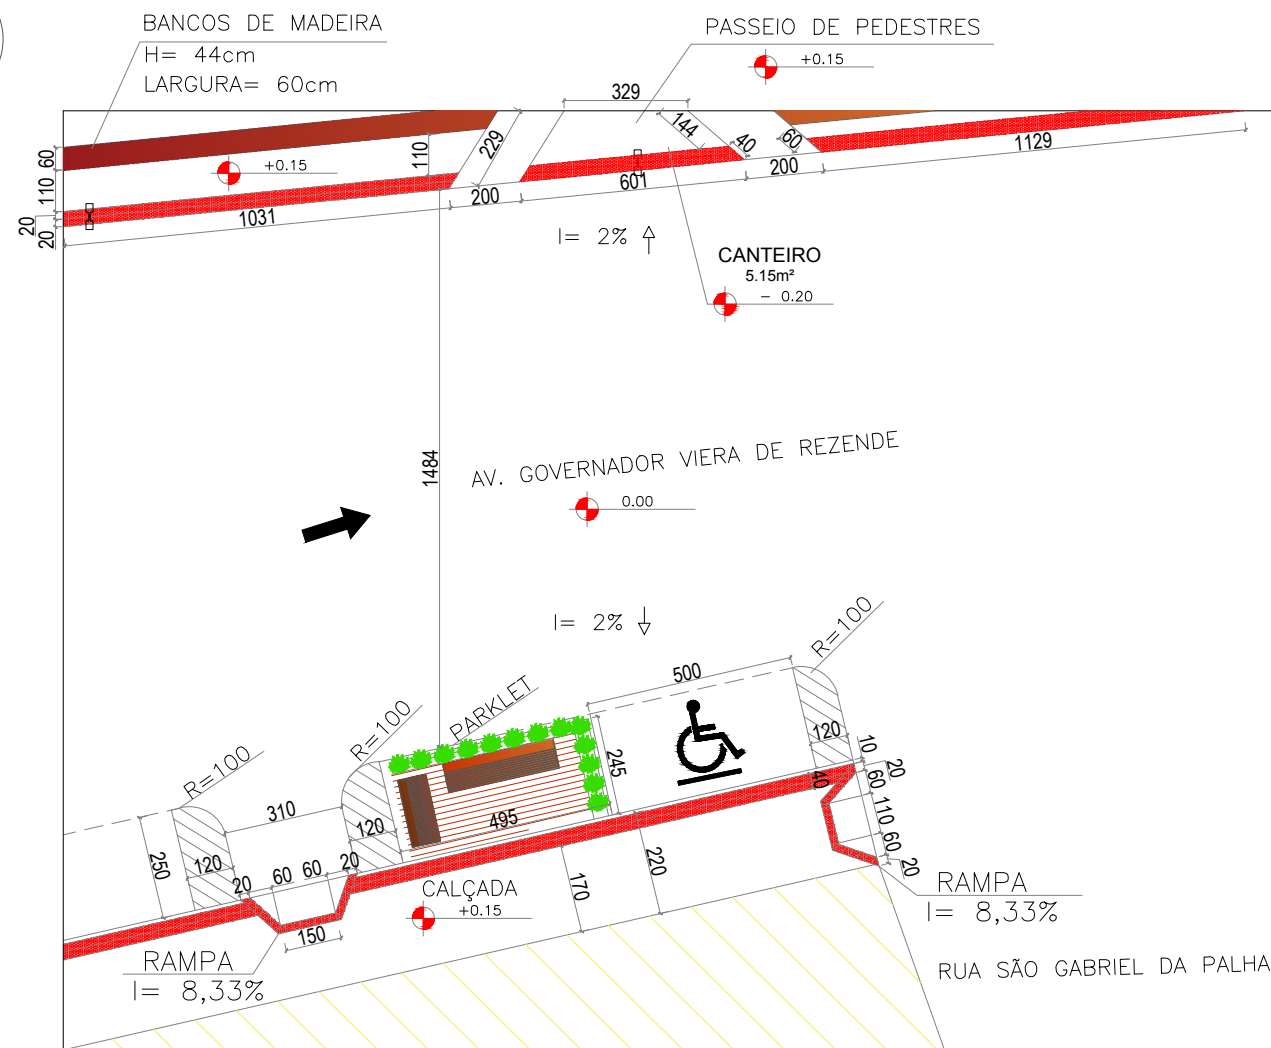 BANCOS DE MADEIRA
H= 44cm
LARGURA= 60cm
PASSEIO DE PEDESTRES
+0.15
329
144
40
60
229
110
1129
200
601
200
1031
60
110
20
20
+0.15
I= 2%
CANTEIRO
5.15m²
- 0.20
1484
AV. GOVERNADOR VIERA DE REZENDE
0.00
I= 2%
R=100
500
PARKLET
R=100
R=100
120
245
495
120
310
250
120
20
60
60
20
150
40
10
20
60
110
60
20
220
170
CALÇADA
+0.15
RAMPA
I= 8,33%
RAMPA
I= 8,33%
RUA SÃO GABRIEL DA PALHA